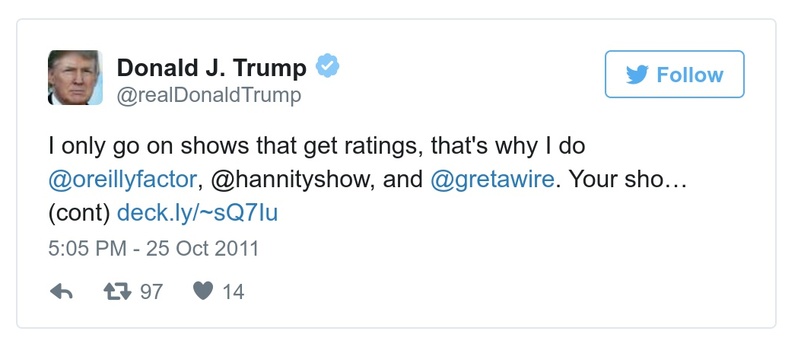 Donald J. Trump
@realDonaldTrump
Follow
I only go on shows that get ratings, that's why I do
@oreillyfactor, @hannityshow, and @gretawire. Your sho…
(cont) deck.ly/~sQ7Iu
5:05 PM - 25 Oct 2011
97 14